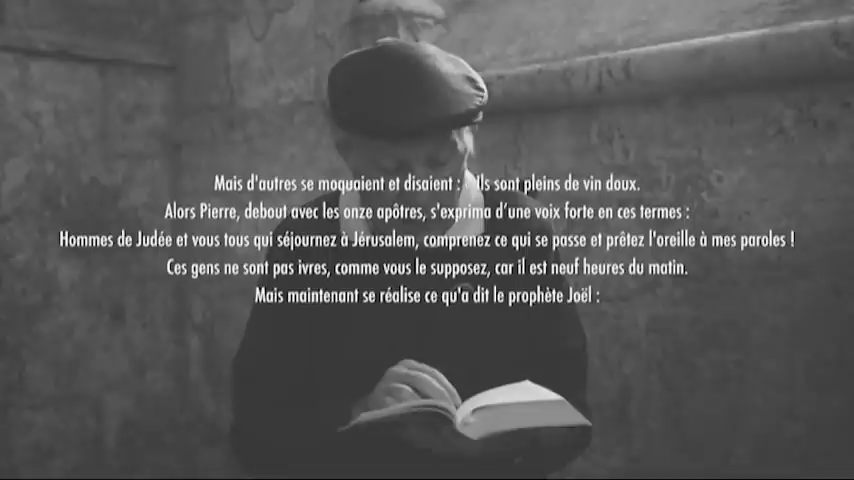 Mais d'autres se moquaient et disaient : Ils sont pleins de vin doux.
Alors Pierre, debout avec les onze apôtres, s'exprima d'une voix forte en ces termes :
Hommes de Judée et vous tous qui séjournez à Jérusalem, comprenez ce qui se passe et prêtez l'oreille à mes paroles !
Ces gens ne sont pas ivres, comme vous le supposez, car il est neuf heures du matin.
Mais maintenant se réalise ce qu'a dit le prophète Joël :